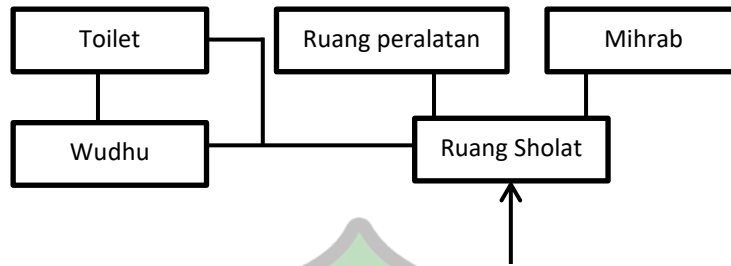 Toilet
Ruang peralatan
Mihrab
Wudhu
Ruang Sholat